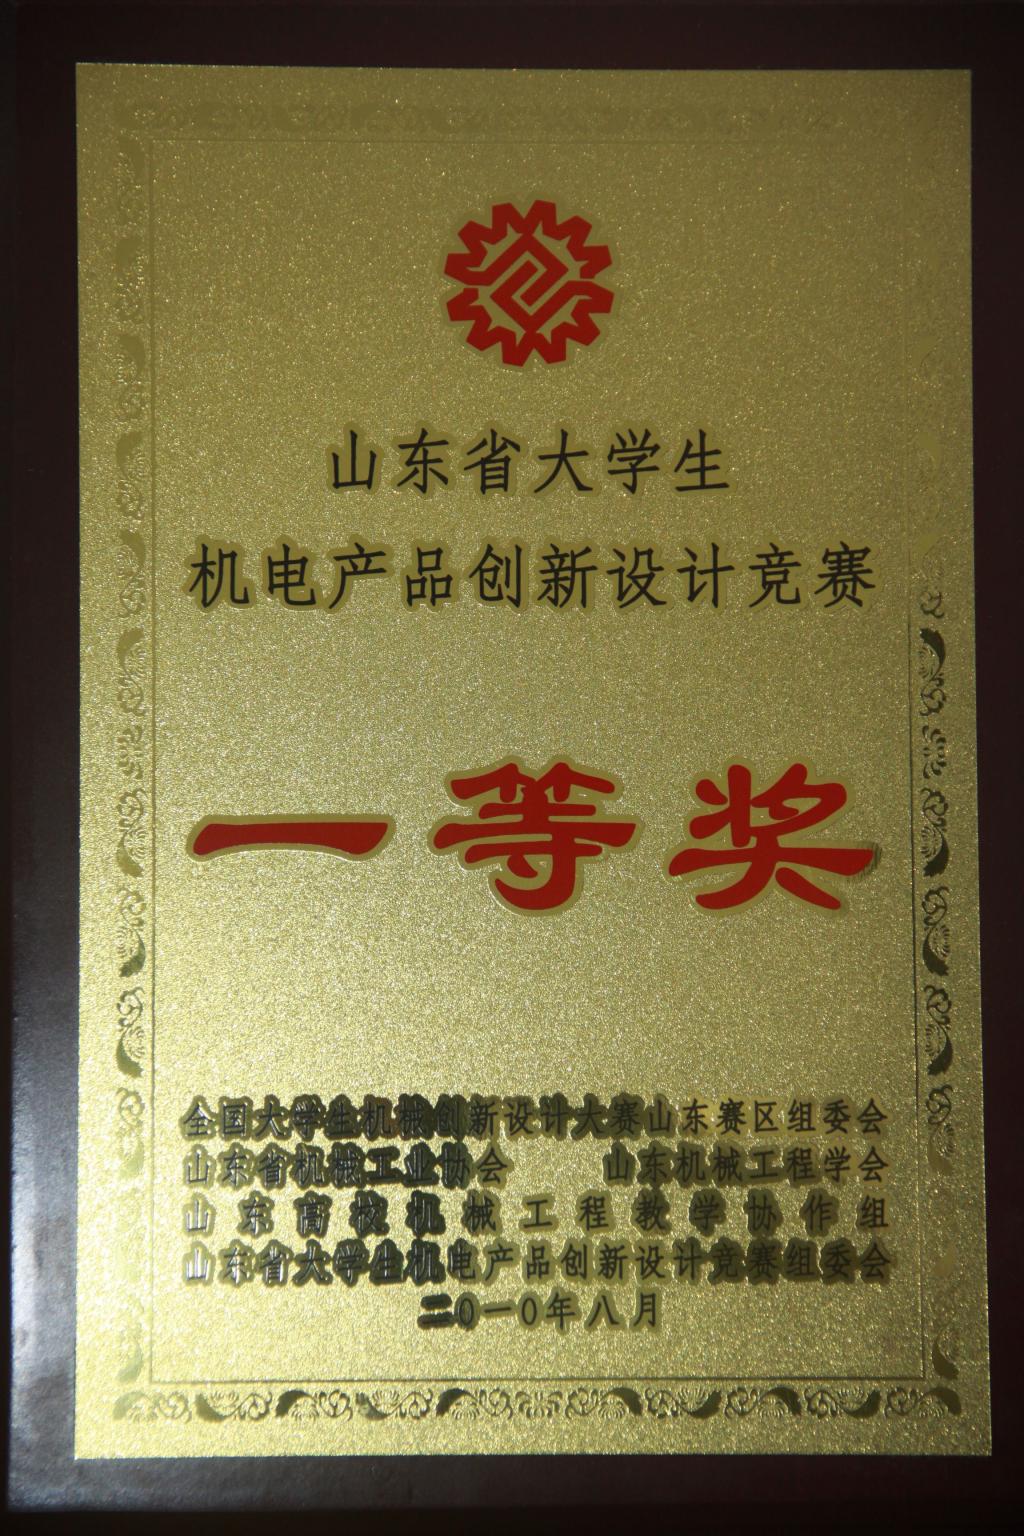 山东省大学生
机电产品创新设计竞赛
一等奖
全国大学生机械创新设计大赛山东赛区组委会
山东省机械工业协会 山东机械工程学会
山东高校机械工程教学协作组
山东省大学生机电产品创新设计竞赛组委会
二0一0年八月